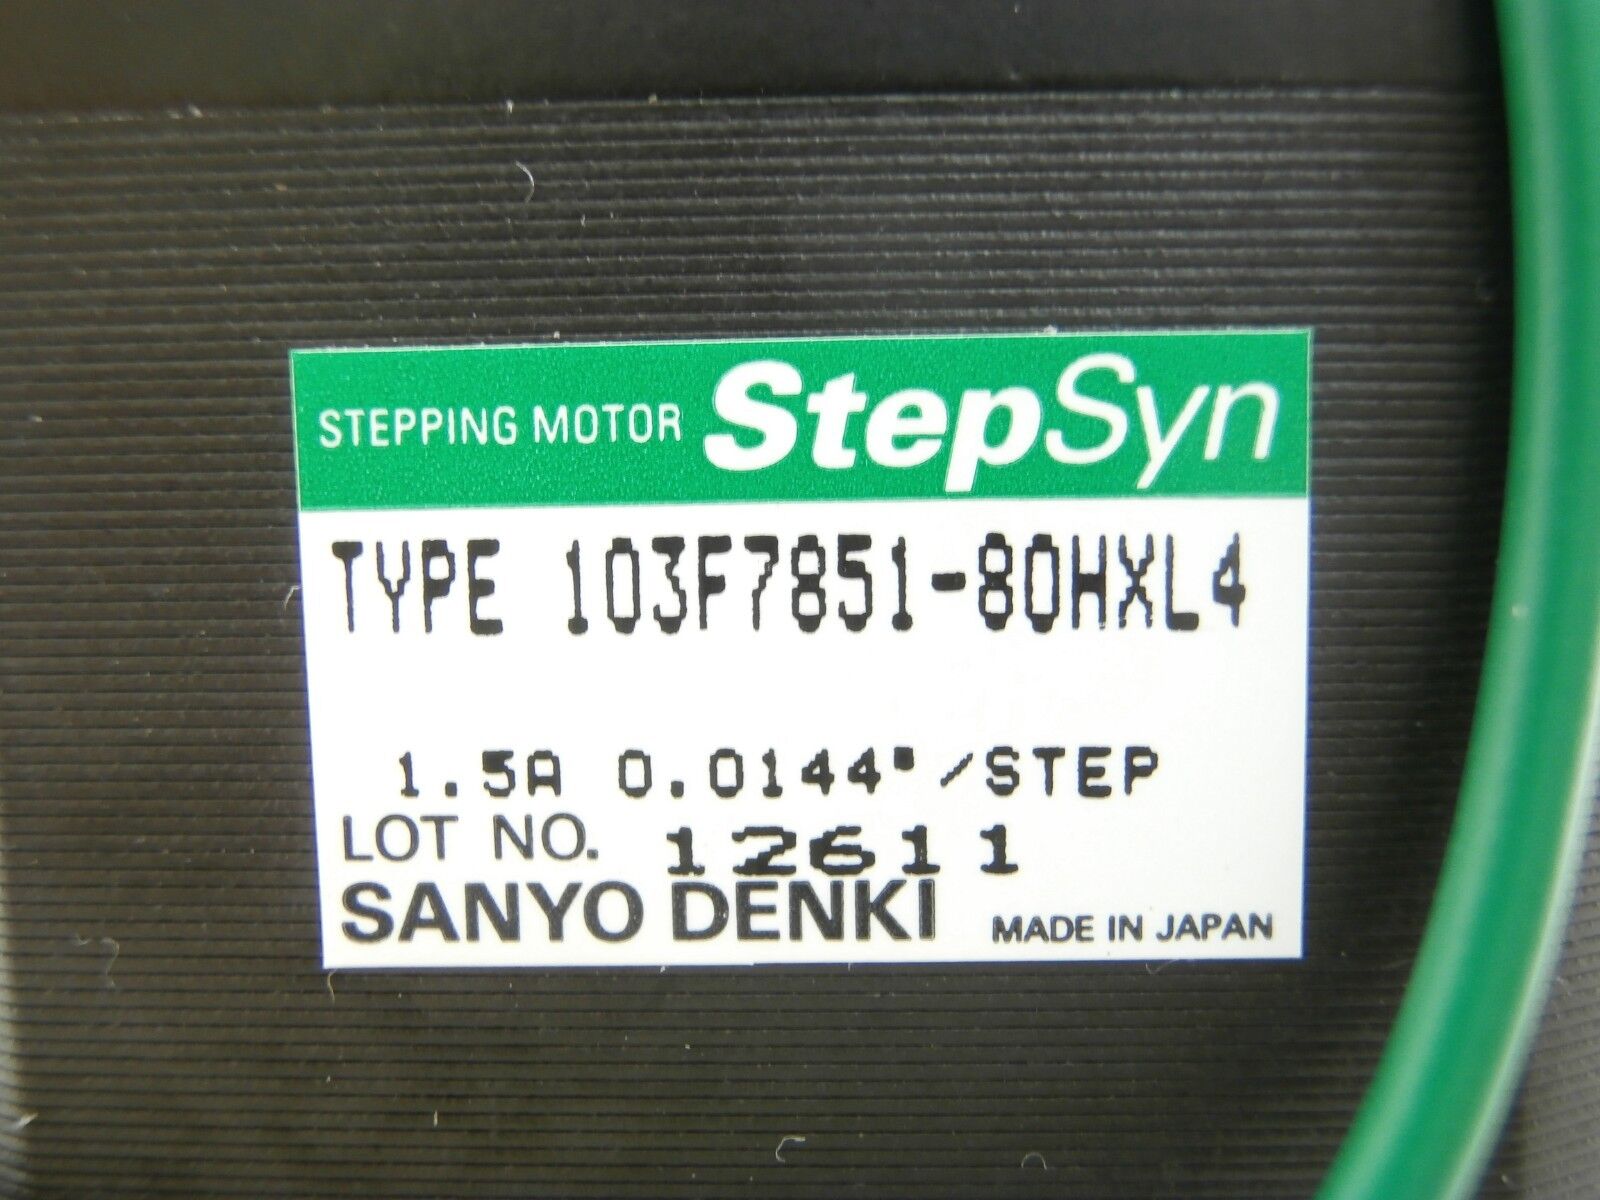 STEPPING MOTOR StepSyn
TYPE 103F7851-80HXL4
1.5A 0.0144°/STEP
LOT NO. 12611
SANYO DENKI MADE IN JAPAN